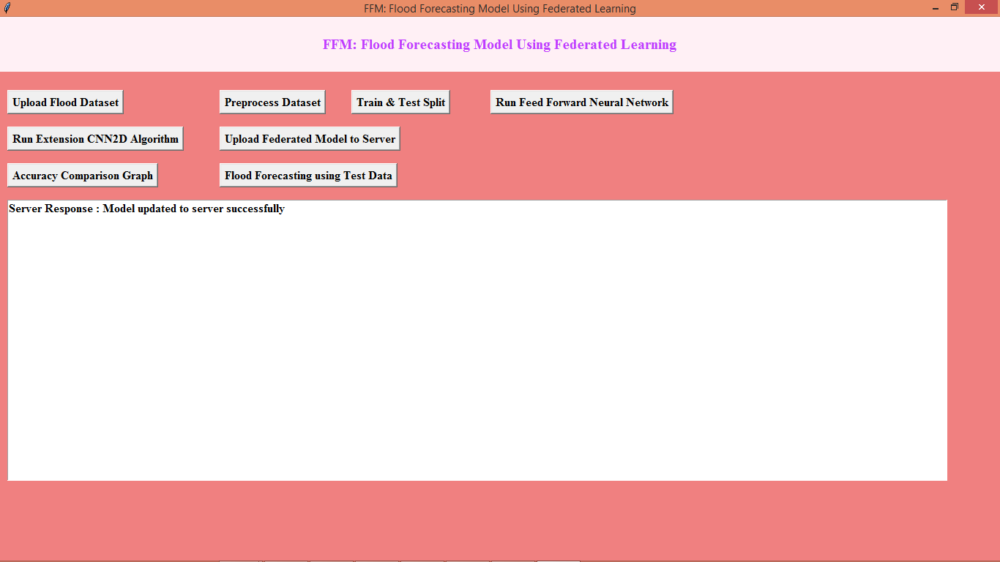 FFM: Flood Forecasting Model Using Federated Learning
FFM: Flood Forecasting Model Using Federated Learning
Upload Flood Dataset Preprocess Dataset Train & Test Split Run Feed Forward Neural Network
Run Extension CNN2D Algorithm Upload Federated Model to Server
Accuracy Comparison Graph Flood Forecasting using Test Data
Server Response : Model updated to server successfully